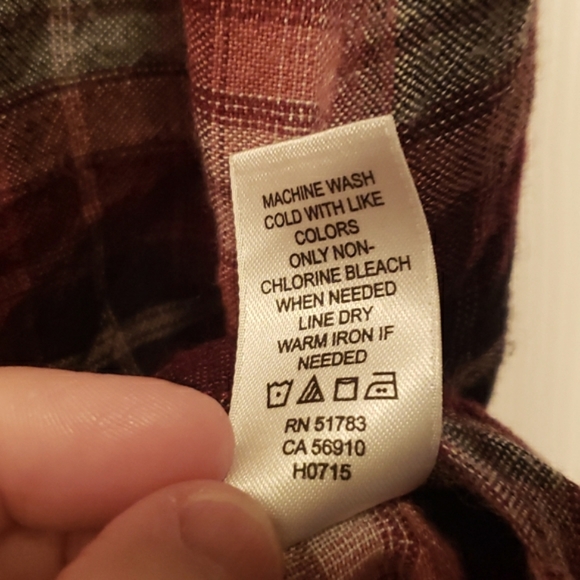 MACHINE WASH
COLD WITH LIKE
COLORS
ONLY NON-
CHLORINE BLEACH
WHEN NEEDED
LINE DRY
WARM IRON IF
NEEDED
RN 51783
CA 56910
H0715